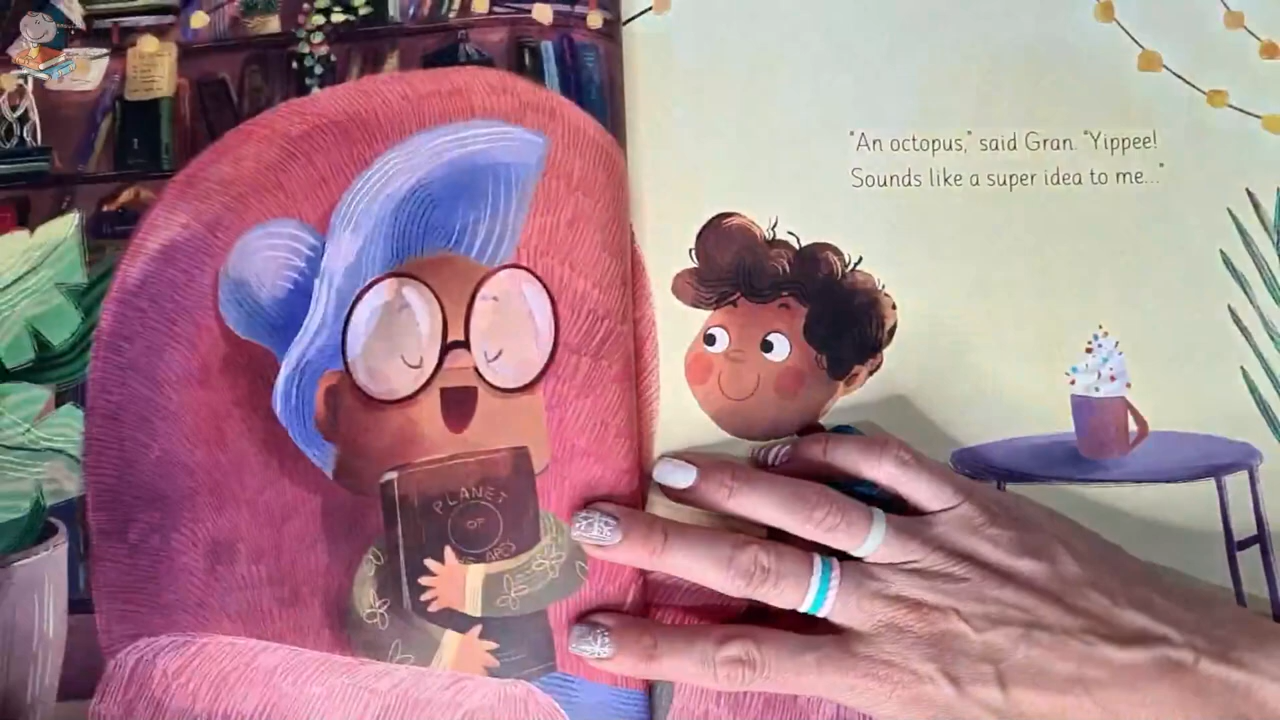 PLANET
OF
"An octopus," said Gran. "Yippee!
Sounds like a super idea to me..."